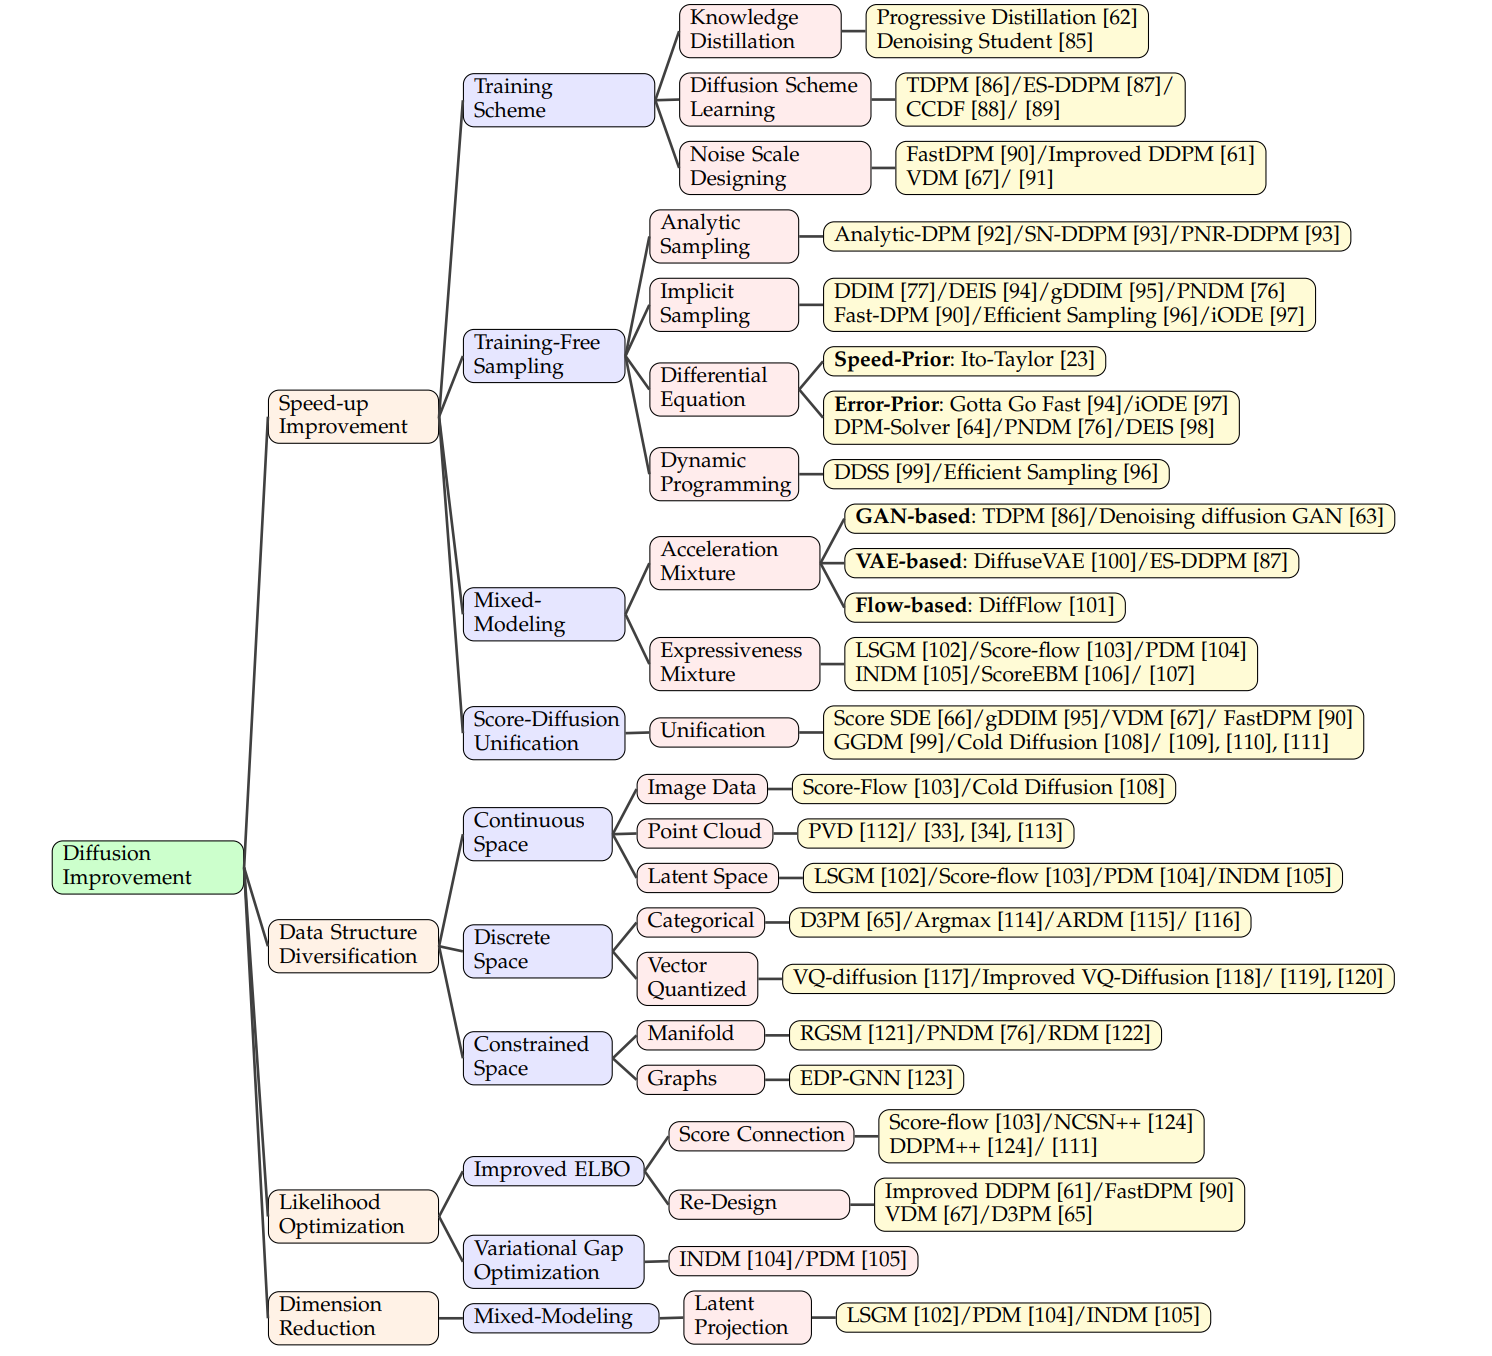 Diffusion
Improvement
Speed-up
Improvement
Training
Scheme
Knowledge
Distillation
Progressive Distillation [62]
Denoising Student [85]
Diffusion Scheme
Learning
TDPM [86]/ES-DDPM [87]/
CCDF [88]/ [89]
Noise Scale
Designing
FastDPM [90]/Improved DDPM [61]
VDM [67]/ [91]
Training-Free
Sampling
Analytic
Sampling
Analytic-DPM [92]/SN-DDPM [93]/PNR-DDPM [93]
Implicit
Sampling
DDIM [77]/DEIS [94]/gDDIM [95]/PNDM [76]
Fast-DPM [90]/Efficient Sampling [96]/iODE [97]
Differential
Equation
Speed-Prior: Ito-Taylor [23]
Error-Prior: Gotta Go Fast [94]/iODE [97]
DPM-Solver [64]/PNDM [76]/DEIS [98]
Dynamic
Programming
DDSS [99]/Efficient Sampling [96]
Mixed-
Modeling
Acceleration
Mixture
GAN-based: TDPM [86]/Denoising diffusion GAN [63]
VAE-based: DiffuseVAE [100]/ES-DDPM [87]
Flow-based: DiffFlow [101]
Expressiveness
Mixture
LSGM [102]/Score-flow [103]/PDM [104]
INDM [105]/ScoreEBM [106]/ [107]
Score-Diffusion
Unification
Unification
Score SDE [66]/gDDIM [95]/VDM [67]/ FastDPM [90]
GGDM [99]/Cold Diffusion [108]/ [109], [110], [111]
Data Structure
Diversification
Continuous
Space
Image Data
Score-Flow [103]/Cold Diffusion [108]
Point Cloud
PVD [112]/ [33], [34], [113]
Latent Space
LSGM [102]/Score-flow [103]/PDM [104]/INDM [105]
Discrete
Space
Categorical
D3PM [65]/Argmax [114]/ARDM [115]/ [116]
Vector
Quantized
VQ-diffusion [117]/Improved VQ-Diffusion [118]/ [119], [120]
Constrained
Space
Manifold
RGSM [121]/PNDM [76]/RDM [122]
Graphs
EDP-GNN [123]
Likelihood
Optimization
Improved ELBO
Score Connection
Score-flow [103]/NCSN++ [124]
DDPM++ [124]/ [111]
Re-Design
Improved DDPM [61]/FastDPM [90]
VDM [67]/D3PM [65]
Variational Gap
Optimization
INDM [104]/PDM [105]
Dimension
Reduction
Mixed-Modeling
Latent
Projection
LSGM [102]/PDM [104]/INDM [105]